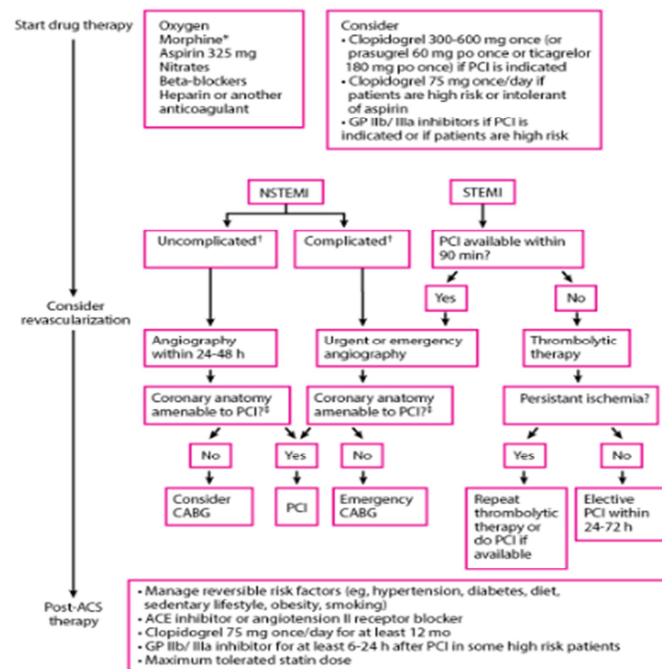 Start drug therapy
Oxygen
Morphine*
Aspirin 325 mg
Nitrates
Beta-blockers
Heparin or another
anticoagulant
Consider
• Clopidogrel 300-600 mg once (or
prasugrel 60 mg po once or ticagrelor
180 mg po once) if PCI is indicated
• Clopidogrel 75 mg once/day if
patients are high risk or intolerant
of aspirin
• GP IIb/ IIIa inhibitors if PCI is
indicated or if patients are high risk
NSTEMI
STEMI
Uncomplicated†
Complicated†
PCI available within
90 min?
Yes
No
Consider
revascularization
Angiography
within 24-48 h
Urgent or emergency
angiography
Thrombolytic
therapy
Coronary anatomy
amenable to PCI?‡
Coronary anatomy
amenable to PCI?‡
Persistant ischemia?
No
Yes
No
Yes
No
Consider
CABG
PCI
Emergency
CABG
Repeat
thrombolytic
therapy or
do PCI if
available
Elective
PCI within
24-72 h
Post-ACS
therapy
• Manage reversible risk factors (eg, hypertension, diabetes, diet,
sedentary lifestyle, obesity, smoking)
• ACE inhibitor or angiotension II receptor blocker
• Clopidogrel 75 mg once/day for at least 12 mo
• GP IIb/ IIIa inhibitor for at least 6-24 h after PCI in some high risk patients
• Maximum tolerated statin dose